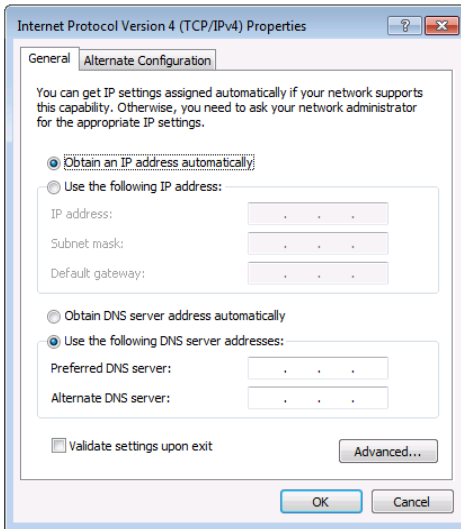 Internet Protocol Version 4 (TCP/IPv4) Properties
General
Alternate Configuration
You can get IP settings assigned automatically if your network supports
this capability. Otherwise, you need to ask your network administrator
for the appropriate IP settings.
Obtain an IP address automatically
Use the following IP address:
IP address:
Subnet mask:
Default gateway:
Obtain DNS server address automatically
Use the following DNS server addresses:
Preferred DNS server:
Alternate DNS server:
Validate settings upon exit
Advanced...
OK
Cancel